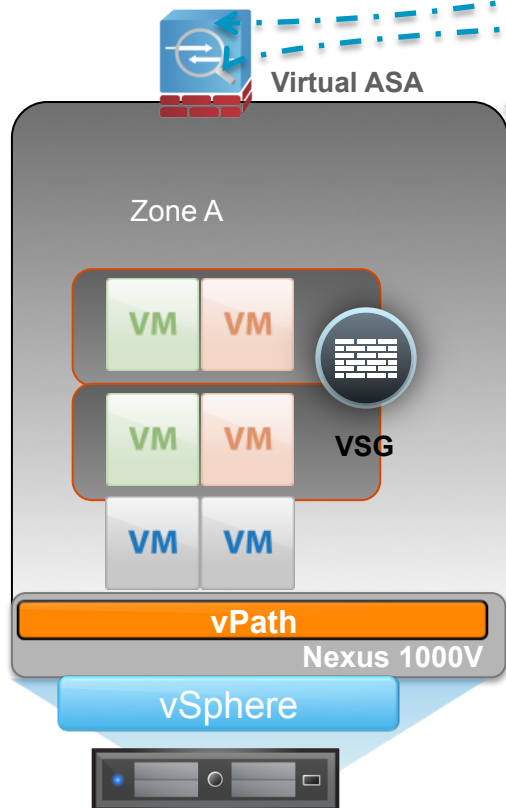 Virtual ASA
Zone A
VM VM
VM VM
VSG
VM VM
vPath
Nexus 1000V
vSphere